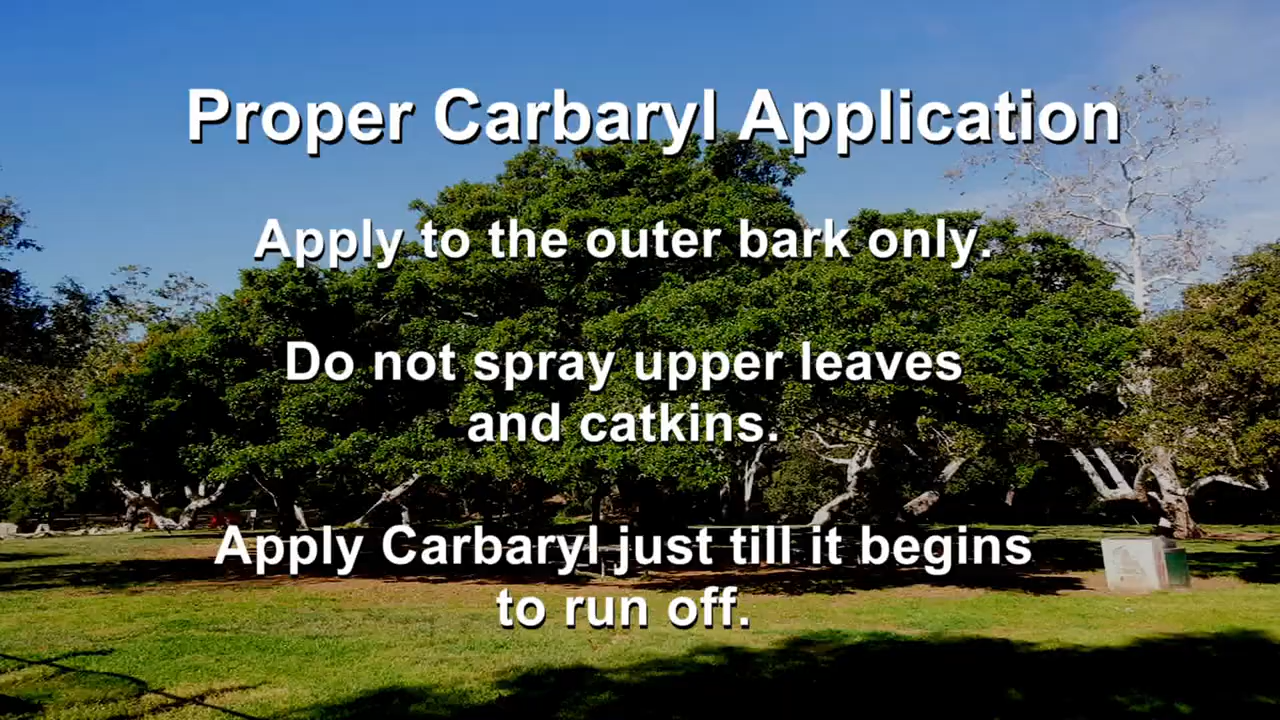 Proper Carbaryl Application
Apply to the outer bark only.
Do not spray upper leaves
and catkins.
Apply Carbaryl just till it begins
to run off.